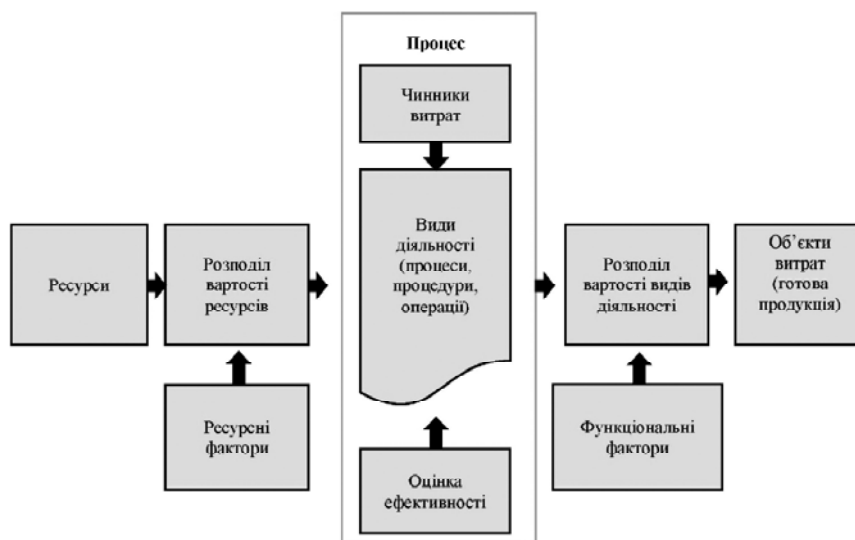 Процес
Чинники
витрат
Види
діяльності
(процеси,
процедури,
операції)
Ресурси
Розподіл
вартості
ресурсів
Розподіл
вартості видів
діяльності
Об’єкти
витрат
(готова
продукція)
Ресурсні
фактори
Оцінка
ефективності
Функціональні
фактори